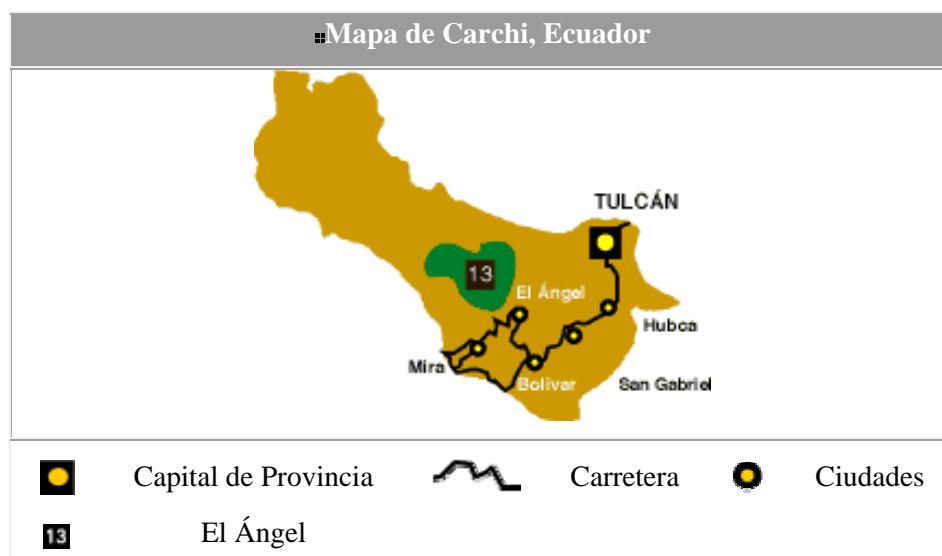 Mapa de Carchi, Ecuador
TULCÁN
13
El Ángel
Hubca
Mira
Bolivar
San Gabriel
Capital de Provincia
Carretera
Ciudades
13
El Ángel